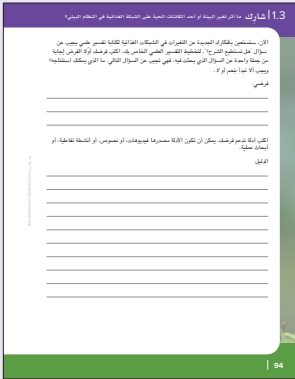 1.3 شارك ما أثر تغير البيئة أو أحد الكائنات الحية على الشبكة الغذائية في النظام البيئي؟
الآن، ستستعين بأفكارك الجديدة عن التغيرات في الشبكات الغذائية لكتابة تفسير علمي يجيب عن
سؤال "هل تستطيع الشرح؟". لتخطيط التفسير العلمي الخاص بك، اكتب فرضك أولًا. الفرض إجابة
من جملة واحدة عن السؤال الذي بحثت فيه. فهي تجيب عن السؤال التالي: ما الذي يمكنك استنتاجه؟
ويجب ألا تبدأ بنعم أو لا.
فرضي:
اكتب أدلة تدعم فرضك. يمكن أن تكون الأدلة مصدرها فيديوهات، أو نصوص، أو أنشطة تفاعلية، أو
أبحاث عملية.
الدليل:
94